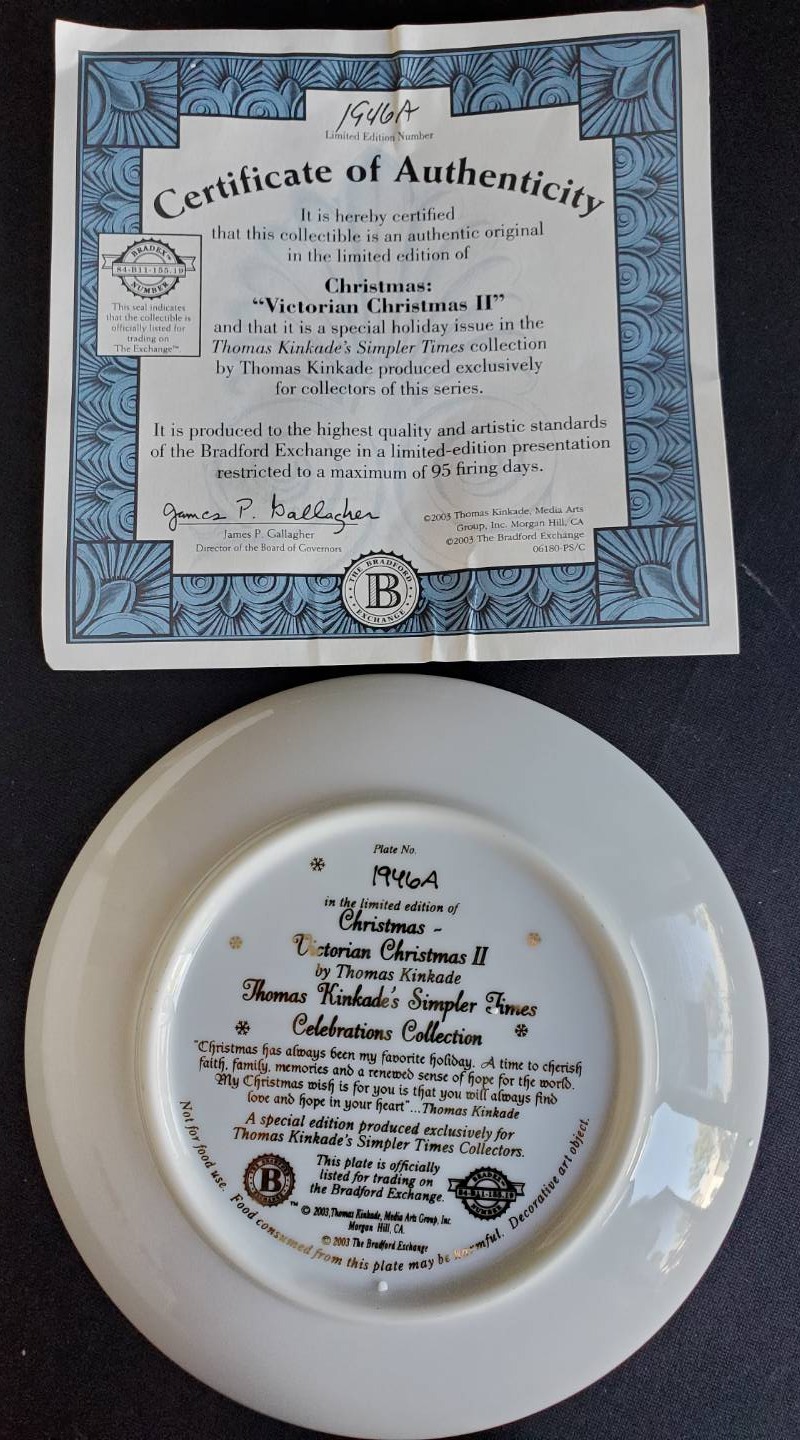 1946A
Limited Edition Number
Certificate of Authenticity
It is hereby certified
that this collectible is an authentic original
in the limited edition of
Christmas:
“Victorian Christmas II”
and that it is a special holiday issue in the
Thomas Kinkade's Simpler Times collection
by Thomas Kinkade produced exclusively
for collectors of this series.
BRADEX
84-B11-155.19
NUMBER
This seal indicates
that the collectible is
officially listed for
trading on
The Exchange™
It is produced to the highest quality and artistic standards
of the Bradford Exchange in a limited-edition presentation
restricted to a maximum of 95 firing days.
James P. Gallagher
James P. Gallagher
Director of the Board of Governors
©2003 Thomas Kinkade, Media Arts
Group, Inc. Morgan Hill, CA
©2003 The Bradford Exchange
06180-PS/C
THE BRADFORD
B
EXCHANGE
Plate No.
1946A
in the limited edition of
Christmas -
Victorian Christmas II
by Thomas Kinkade
Thomas Kinkade's Simpler Times
Celebrations Collection
"Christmas has always been my favorite holiday. A time to cherish
faith, family, memories and a renewed sense of hope for the world.
My Christmas wish is for you is that you will always find
love and hope in your heart"...Thomas Kinkade
A special edition produced exclusively for
Thomas Kinkade's Simpler Times Collectors.
THE BRADFORD
B
EXCHANGE
™
This plate is officially
listed for trading on
the Bradford Exchange.
BRADEX
84-B11-155.19
NUMBER
© 2003, Thomas Kinkade, Media Arts Group, Inc.
Morgan Hill, CA.
© 2003 The Bradford Exchange
Not for food use. Food consumed from this plate may be harmful. Decorative art object.